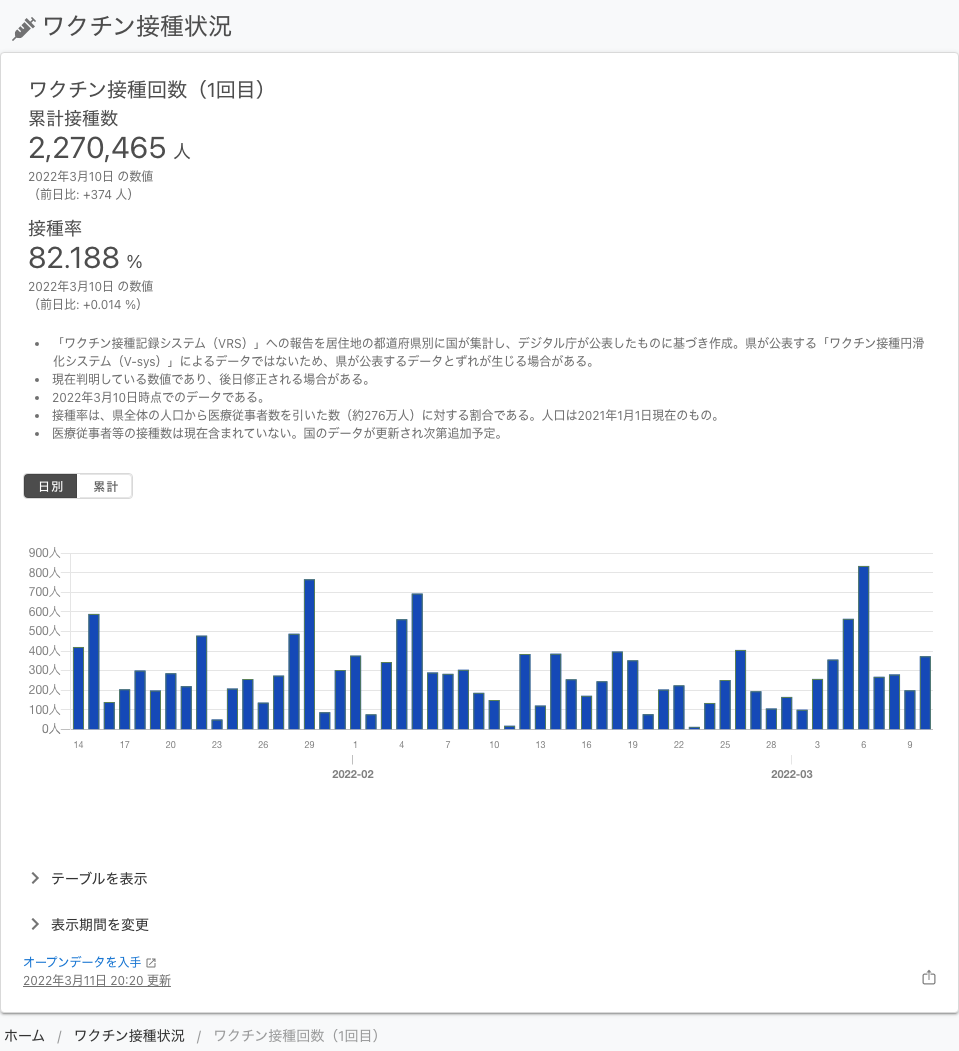 ワクチン接種状況
ワクチン接種回数（1回目）
累計接種数
2,270,465 人
2022年3月10日 の数値
（前日比: +374 人）
接種率
82.188 %
2022年3月10日 の数値
（前日比: +0.014 %）
「ワクチン接種記録システム（VRS）」への報告を居住地の都道府県別に国が集計し、デジタル庁が公表したものに基づき作成。県が公表する「ワクチン接種円滑
化システム（V-sys）」によるデータではないため、県が公表するデータとずれが生じる場合がある。
現在判明している数値であり、後日修正される場合がある。
2022年3月10日時点でのデータである。
接種率は、県全体の人口から医療従事者数を引いた数（約276万人）に対する割合である。人口は2021年1月1日現在のもの。
医療従事者等の接種数は現在含まれていない。国のデータが更新され次第追加予定。
日別 累計
900人
800人
700人
600人
500人
400人
300人
200人
100人
0人
14 17 20 23 26 29 1 4 7 10 13 16 19 22 25 28 3 6 9
2022-02 2022-03
テーブルを表示
表示期間を変更
オープンデータを入手
2022年3月11日 20:20 更新
ホーム / ワクチン接種状況 / ワクチン接種回数（1回目）